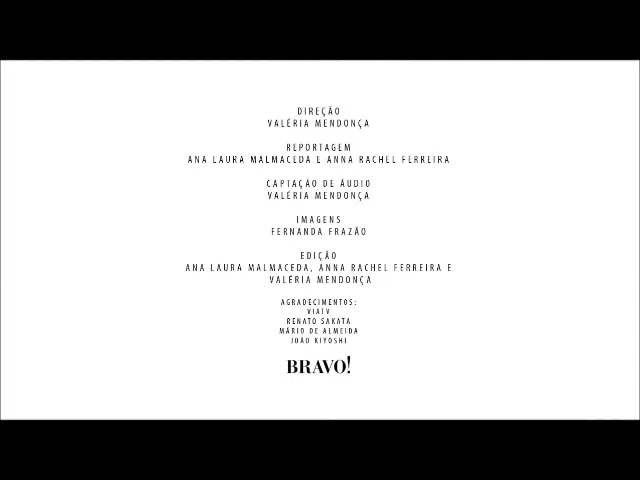 DIREÇÃO
VALÉRIA MENDONÇA
REPORTAGEM
ANA LAURA MALMACEDA E ANNA RACHEL FERREIRA
CAPTAÇÃO DE ÁUDIO
VALÉRIA MENDONÇA
IMAGENS
FERNANDA FRAZÃO
EDIÇÃO
ANA LAURA MALMACEDA, ANNA RACHEL FERREIRA E
VALÉRIA MENDONÇA
AGRADECIMENTOS:
VIATV
RENATO SAKATA
MÁRIO DE ALMEIDA
JOÃO KIYOSHI
BRAVO!